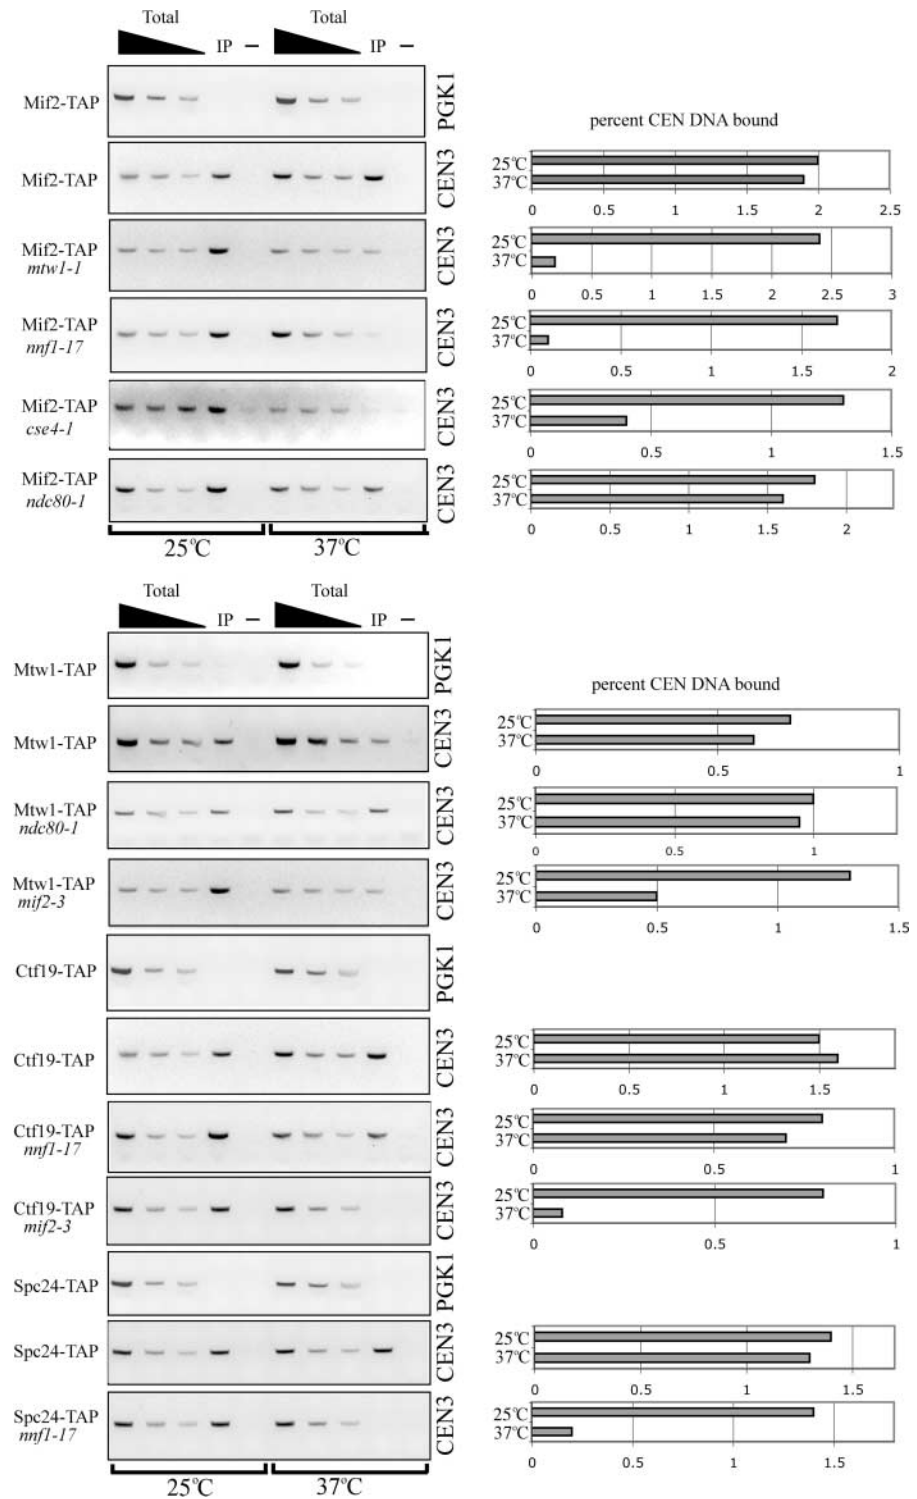 Total
IP – IP –
Mif2-TAP
PGK1
percent CEN DNA bound
Mif2-TAP
CEN3
25°C
37°C
0 0.5 1 1.5 2 2.5
Mif2-TAP
mtw1-1
CEN3
25°C
37°C
0 0.5 1 1.5 2 2.5 3
Mif2-TAP
nnf1-17
CEN3
25°C
37°C
0 0.5 1 1.5 2
Mif2-TAP
cse4-1
CEN3
25°C
37°C
0 0.5 1 1.5
Mif2-TAP
ndc80-1
CEN3
25°C
37°C
0 0.5 1 1.5 2
25°C 37°C
Total Total
IP – IP –
Mtw1-TAP
PGK1
percent CEN DNA bound
Mtw1-TAP
CEN3
25°C
37°C
0 0.5 1
Mtw1-TAP
ndc80-1
CEN3
25°C
37°C
0 0.5 1
Mtw1-TAP
mif2-3
CEN3
25°C
37°C
0 0.5 1 1.5
Ctf19-TAP
PGK1
Ctf19-TAP
CEN3
25°C
37°C
0 0.5 1 1.5
Ctf19-TAP
nnf1-17
CEN3
25°C
37°C
0 0.5 1
Ctf19-TAP
mif2-3
CEN3
25°C
37°C
0 0.5 1
Spc24-TAP
PGK1
Spc24-TAP
CEN3
25°C
37°C
0 0.5 1 1.5
Spc24-TAP
nnf1-17
CEN3
25°C
37°C
0 0.5 1 1.5
25°C 37°C